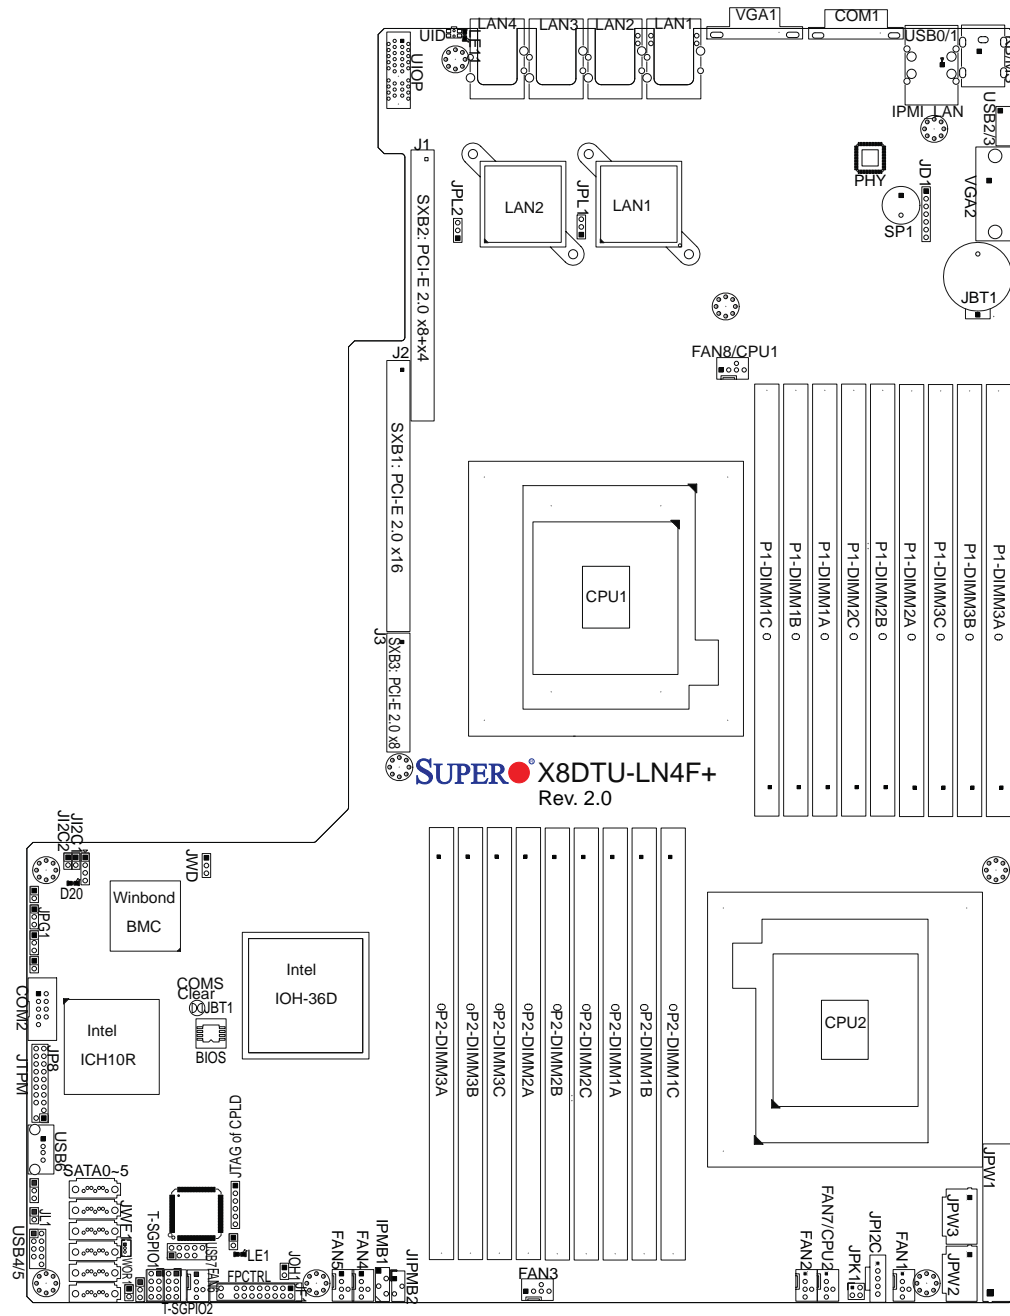 UID
LE11
UIOP
LAN4
LAN3
LAN2
LAN1
VGA1
COM1
USB0/1
IPMI_LAN
USB2/3
PHY
JD1
SP1
VGA2
JBT1
J1
SXB2: PCI-E 2.0 x8+x4
JPL2
LAN2
JPL1
LAN1
FAN8/CPU1
J2
SXB1: PCI-E 2.0 x16
J3
SXB3: PCI-E 2.0 x8
CPU1
P1-DIMM1C
P1-DIMM1B
P1-DIMM1A
P1-DIMM2C
P1-DIMM2B
P1-DIMM2A
P1-DIMM3C
P1-DIMM3B
P1-DIMM3A
SUPER® X8DTU-LN4F+
Rev. 2.0
JI2C2
JI2C1
D20
JWD
JPG1
Winbond
BMC
Intel
IOH-36D
COMS
Clear
JBT1
BIOS
COM2
Intel
ICH10R
JP8
JTPM
USB6
P2-DIMM3A
P2-DIMM3B
P2-DIMM3C
P2-DIMM2A
P2-DIMM2B
P2-DIMM2C
P2-DIMM1A
P2-DIMM1B
P2-DIMM1C
CPU2
SATA0~5
JTAG of CPLD
JL1
USB4/5
JWF1
JWOR
T-SGPIO1
T-SGPIO2
USB7
FAN6
LE1
FPCTRL
JOH1
JF1
FAN5
FAN4
IPMB1
JIPMB2
FAN3
FAN2
FAN7/CPU2
JPK1
JPI2C
FAN1
JPW3
JPW2
JPW1